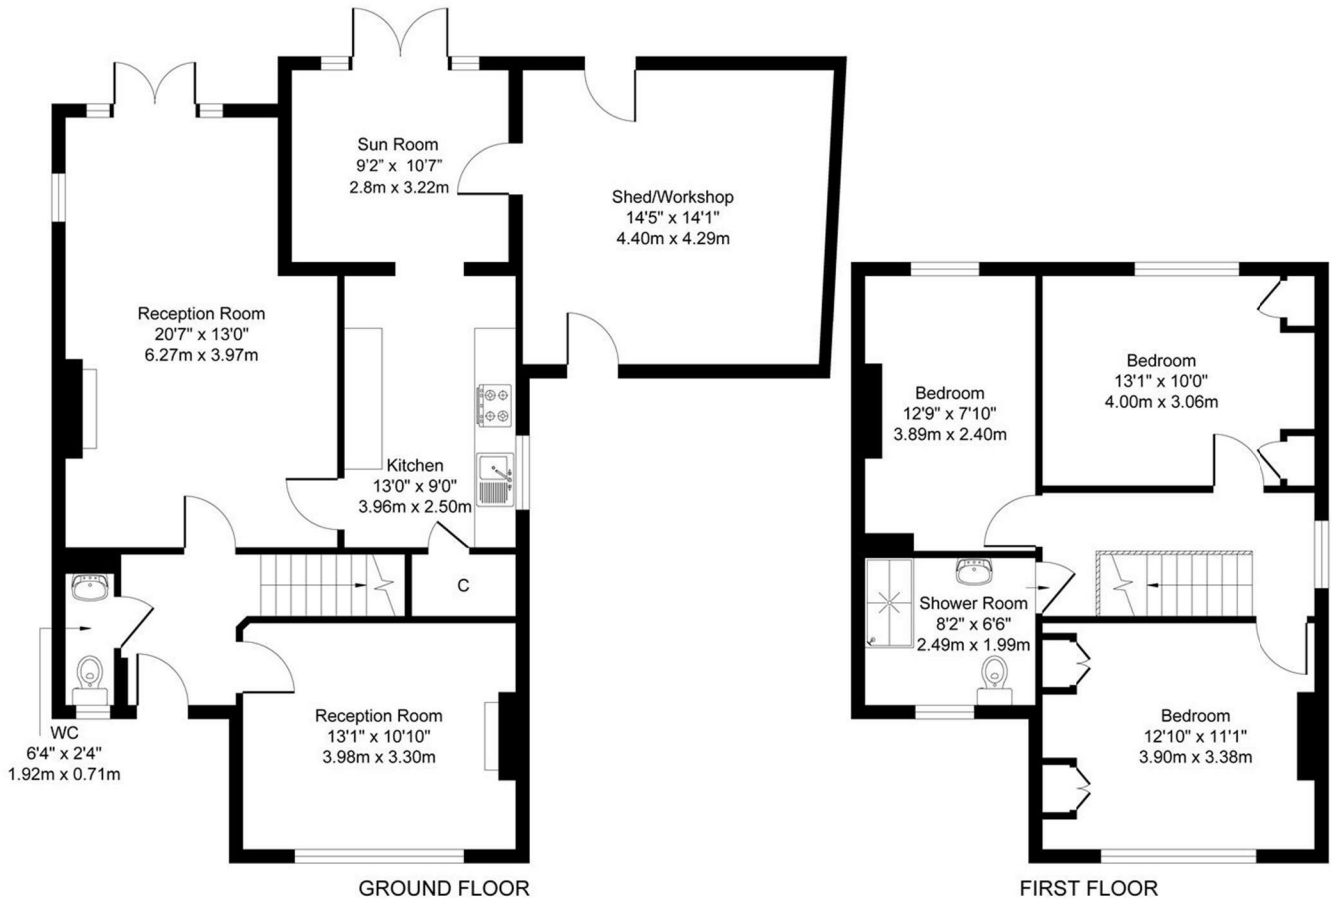 Sun Room
9'2” x 10'7”
2.8m x 3.22m
Shed/Workshop
14'5" x 14'1"
4.40m x 4.29m
Reception Room
20'7" x 13'0"
6.27m x 3.97m
Kitchen
13'0" x 9'0"
3.96m x 2.50m
C
WC
6'4" x 2'4"
1.92m x 0.71m
Reception Room
13'1" x 10'10"
3.98m x 3.30m
GROUND FLOOR
Bedroom
12'9" x 7'10"
3.89m x 2.40m
Bedroom
13'1" x 10'0"
4.00m x 3.06m
Shower Room
8'2" x 6'6"
2.49m x 1.99m
Bedroom
12'10" x 11'1"
3.90m x 3.38m
FIRST FLOOR